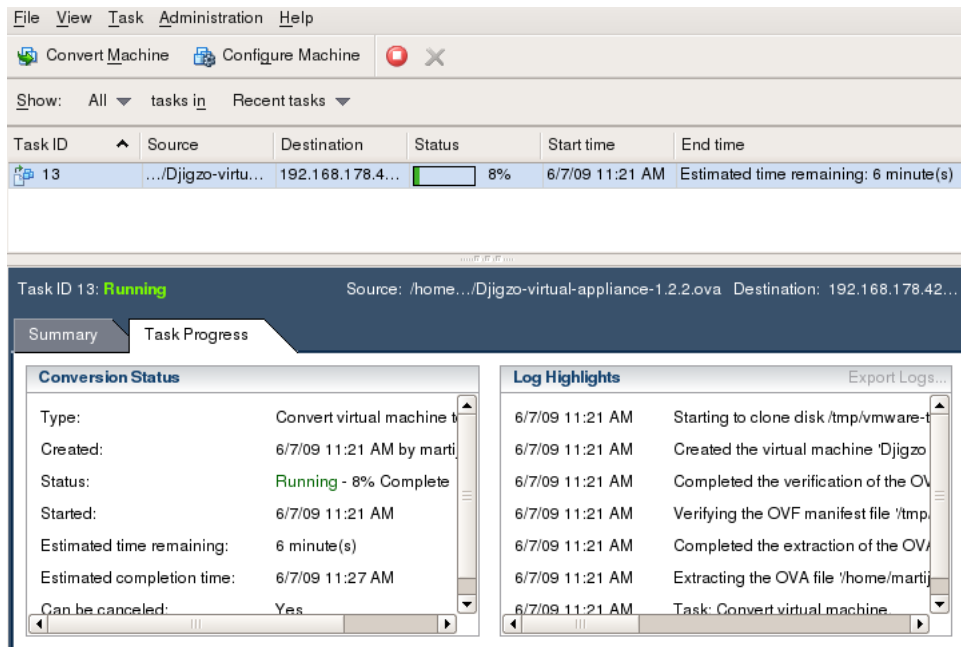 File View Task Administration Help
Convert Machine Configure Machine
Show: All tasks in Recent tasks
Task ID Source Destination Status Start time End time
13 .../Djigzo-virtu... 192.168.178.4... 8% 6/7/09 11:21 AM Estimated time remaining: 6 minute(s)
Task ID 13: Running Source: /home.../Djigzo-virtual-appliance-1.2.2.ova Destination: 192.168.178.42...
Summary Task Progress
Conversion Status
Type: Convert virtual machine t
Created: 6/7/09 11:21 AM by marti
Status: Running - 8% Complete
Started: 6/7/09 11:21 AM
Estimated time remaining: 6 minute(s)
Estimated completion time: 6/7/09 11:27 AM
Can be canceled: Yes
Log Highlights Export Logs...
6/7/09 11:21 AM Starting to clone disk /tmp/vmware-t
6/7/09 11:21 AM Created the virtual machine 'Djigzo
6/7/09 11:21 AM Completed the verification of the OV
6/7/09 11:21 AM Verifying the OVF manifest file '/tmp/
6/7/09 11:21 AM Completed the extraction of the OVA
6/7/09 11:21 AM Extracting the OVA file '/home/martij
6/7/09 11:21 AM Task: Convert virtual machine.